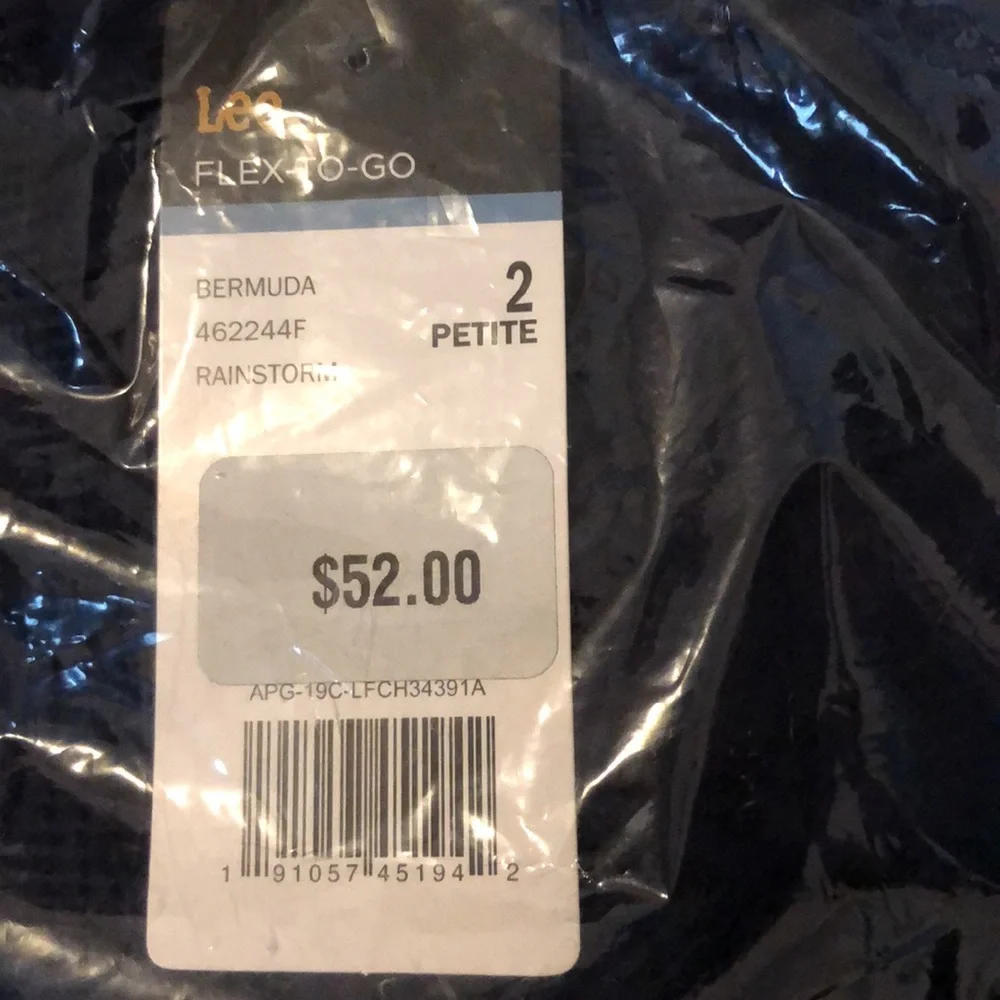 Lee
FLEX-TO-GO
BERMUDA
462244F
RAINSTORM
2
PETITE
$52.00
APG-19C-LFCH34391A
1 91057 45194 2